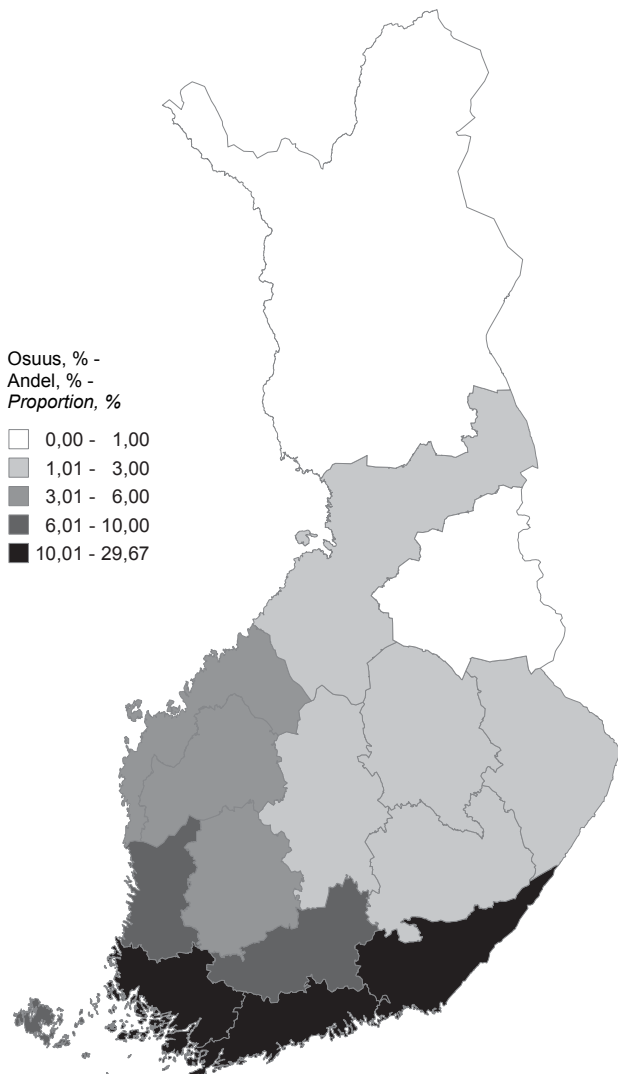 Osuus, % -
Andel, % -
Proportion, %
0,00 - 1,00
1,01 - 3,00
3,01 - 6,00
6,01 - 10,00
10,01 - 29,67